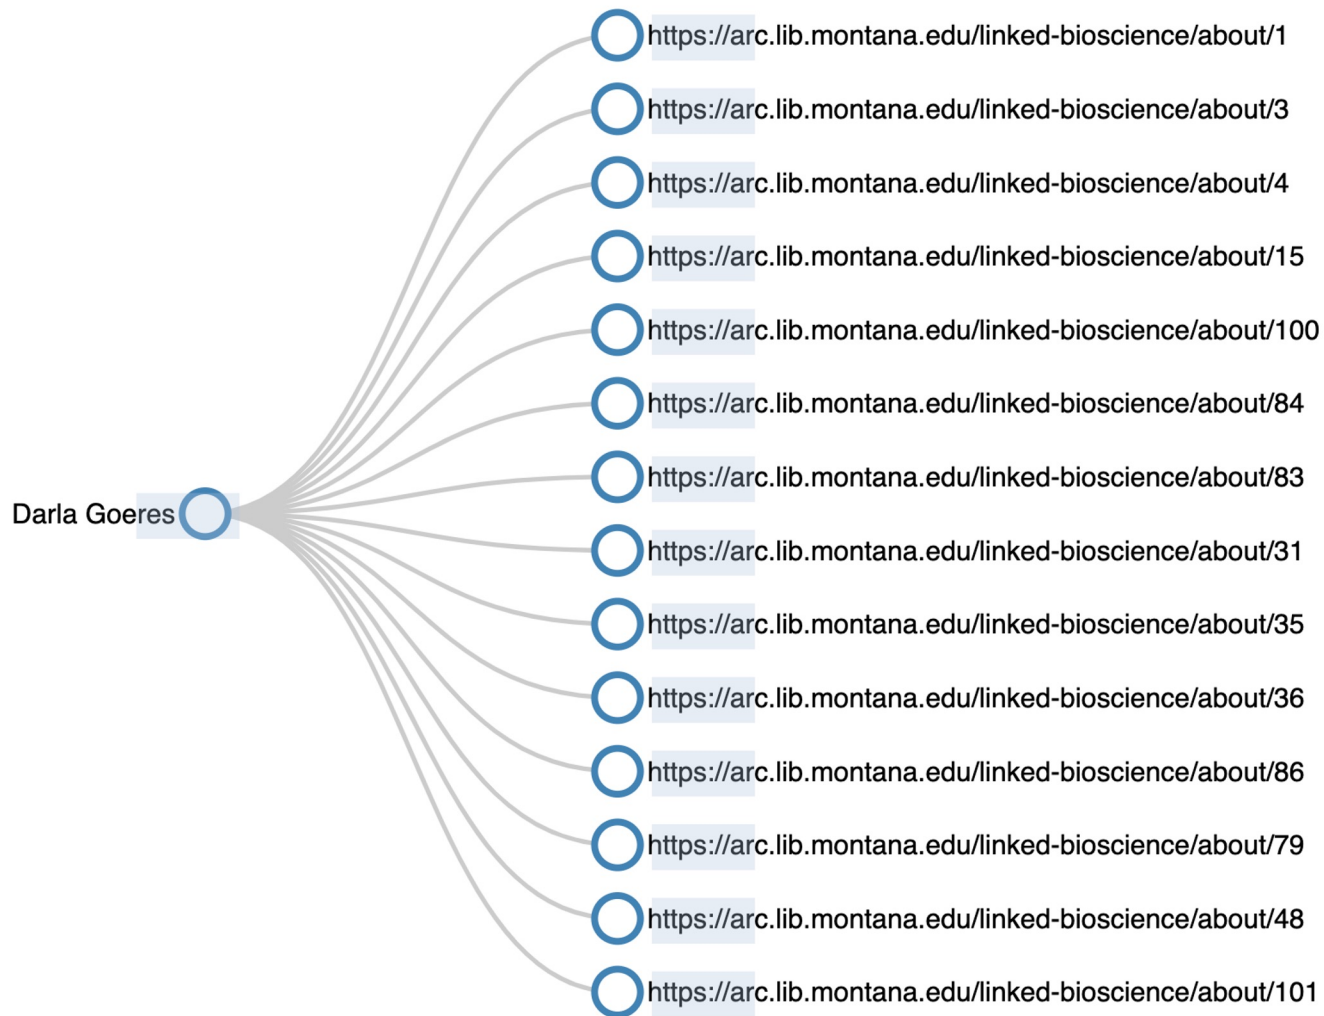 https://arc.lib.montana.edu/linked-bioscience/about/1
https://arc.lib.montana.edu/linked-bioscience/about/3
https://arc.lib.montana.edu/linked-bioscience/about/4
https://arc.lib.montana.edu/linked-bioscience/about/15
https://arc.lib.montana.edu/linked-bioscience/about/100
https://arc.lib.montana.edu/linked-bioscience/about/84
https://arc.lib.montana.edu/linked-bioscience/about/83
Darla Goeres
https://arc.lib.montana.edu/linked-bioscience/about/31
https://arc.lib.montana.edu/linked-bioscience/about/35
https://arc.lib.montana.edu/linked-bioscience/about/36
https://arc.lib.montana.edu/linked-bioscience/about/86
https://arc.lib.montana.edu/linked-bioscience/about/79
https://arc.lib.montana.edu/linked-bioscience/about/48
https://arc.lib.montana.edu/linked-bioscience/about/101